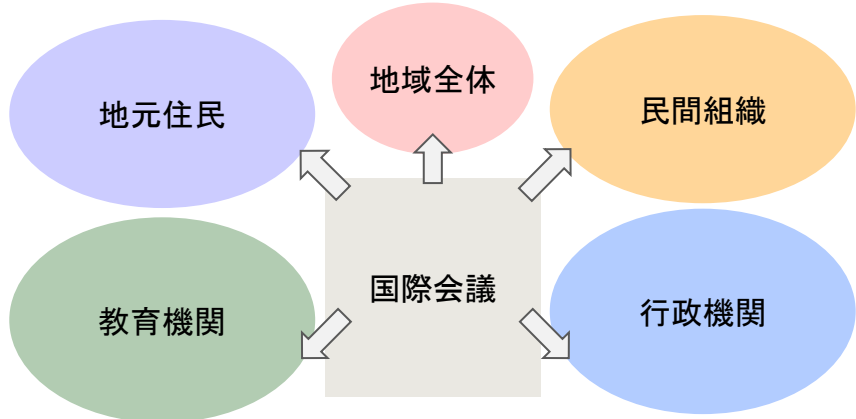 地元住民
地域全体
民間組織
国際会議
教育機関
行政機関